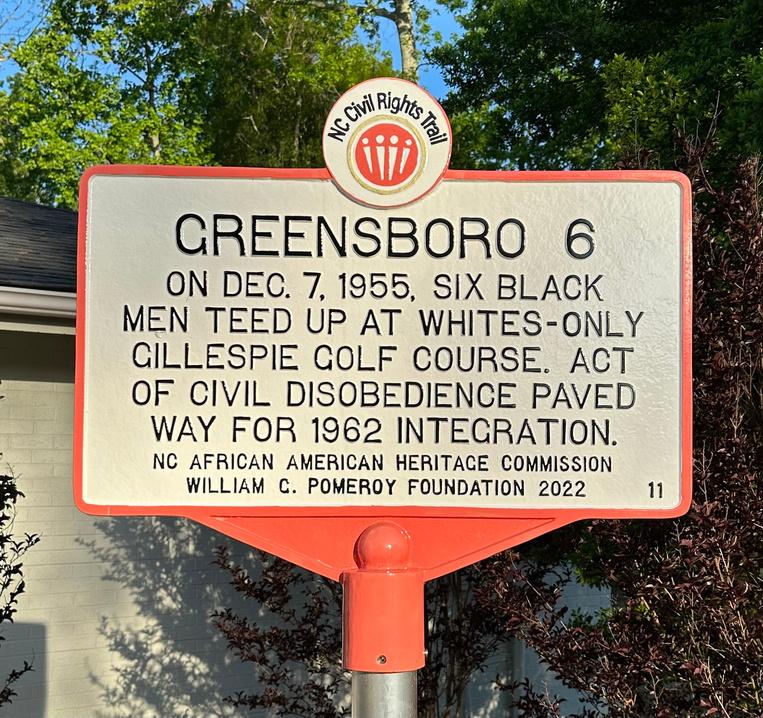 NC Civil Rights Trail
GREENSBORO 6
ON DEC. 7, 1955, SIX BLACK
MEN TEED UP AT WHITES-ONLY
GILLESPIE GOLF COURSE. ACT
OF CIVIL DISOBEDIENCE PAVED
WAY FOR 1962 INTEGRATION.
NC AFRICAN AMERICAN HERITAGE COMMISSION
WILLIAM G. POMEROY FOUNDATION 2022 11